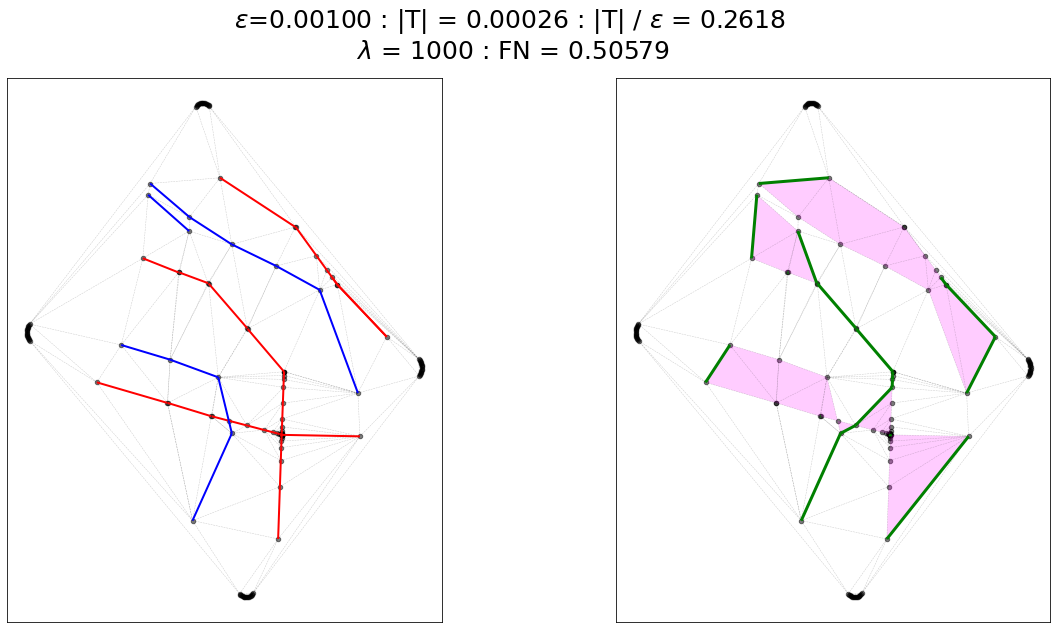 ε=0.00100 : |T| = 0.00026 : |T| / ε = 0.2618
λ = 1000 : FN = 0.50579